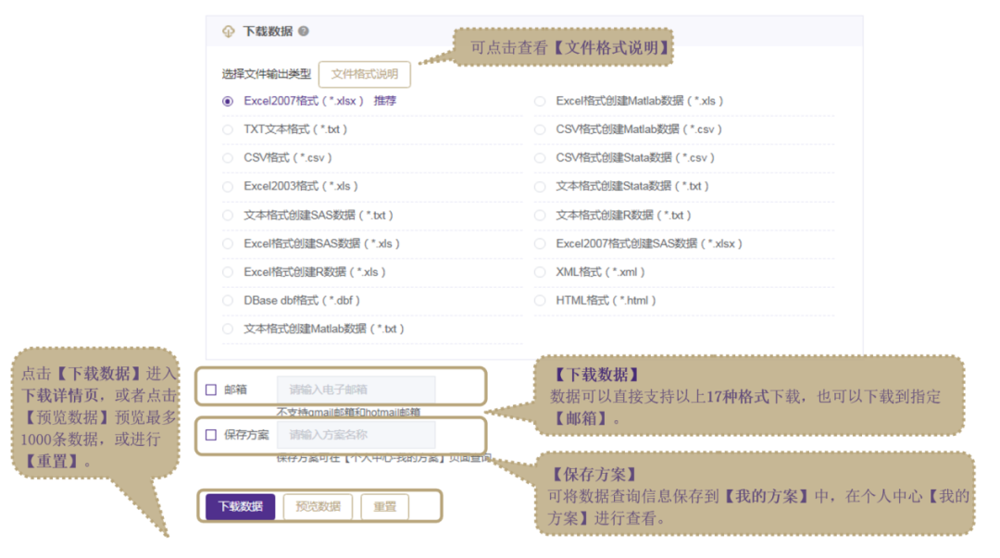 下载数据
可点击查看【文件格式说明】
选择文件输出类型 文件格式说明
Excel2007格式 ( *.xlsx ) 推荐
Excel格式创建Matlab数据 ( *.xls )
TXT文本格式 ( *.txt )
CSV格式创建Matlab数据 ( *.csv )
CSV格式 ( *.csv )
CSV格式创建Stata数据 ( *.csv )
Excel2003格式 ( *.xls )
文本格式创建Stata数据 ( *.txt )
文本格式创建SAS数据 ( *.txt )
文本格式创建R数据 ( *.txt )
Excel格式创建SAS数据 ( *.xls )
Excel2007格式创建SAS数据 ( *.xlsx )
Excel格式创建R数据 ( *.xls )
XML格式 ( *.xml )
DBase dbf格式 ( *.dbf )
HTML格式 ( *.html )
文本格式创建Matlab数据 ( *.txt )
点击【下载数据】进入
下载详情页，或者点击
【预览数据】预览最多
1000条数据，或进行
【重置】。
邮箱 请输入电子邮箱
不支持gmail邮箱和hotmail邮箱
保存方案 请输入方案名称
保存方案可在【个人中心-我的方案】页面查询
下载数据 预览数据 重置
【下载数据】
数据可以直接支持以上17种格式下载，也可以下载到指定
【邮箱】。
【保存方案】
可将数据查询信息保存到【我的方案】中，在个人中心【我的
方案】进行查看。